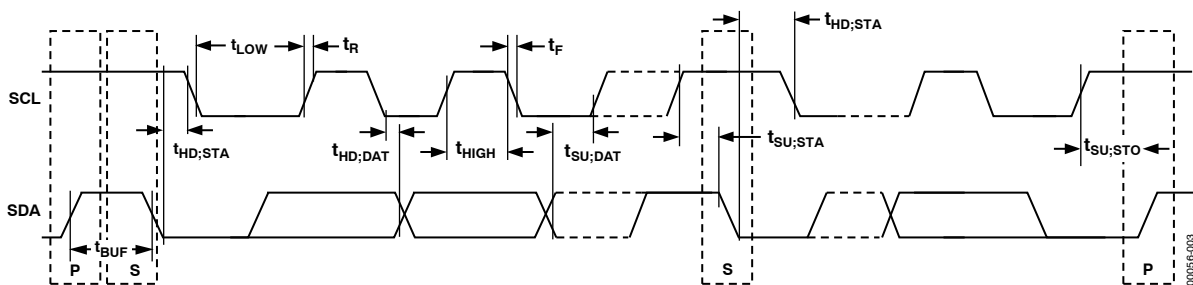 tHD;STA
tLOW
tR
tF
SCL
tHD;STA
tHD;DAT
tHIGH
tSU;DAT
tSU;STA
tSU;STO
SDA
tBUF
P
S
S
P
00056-003